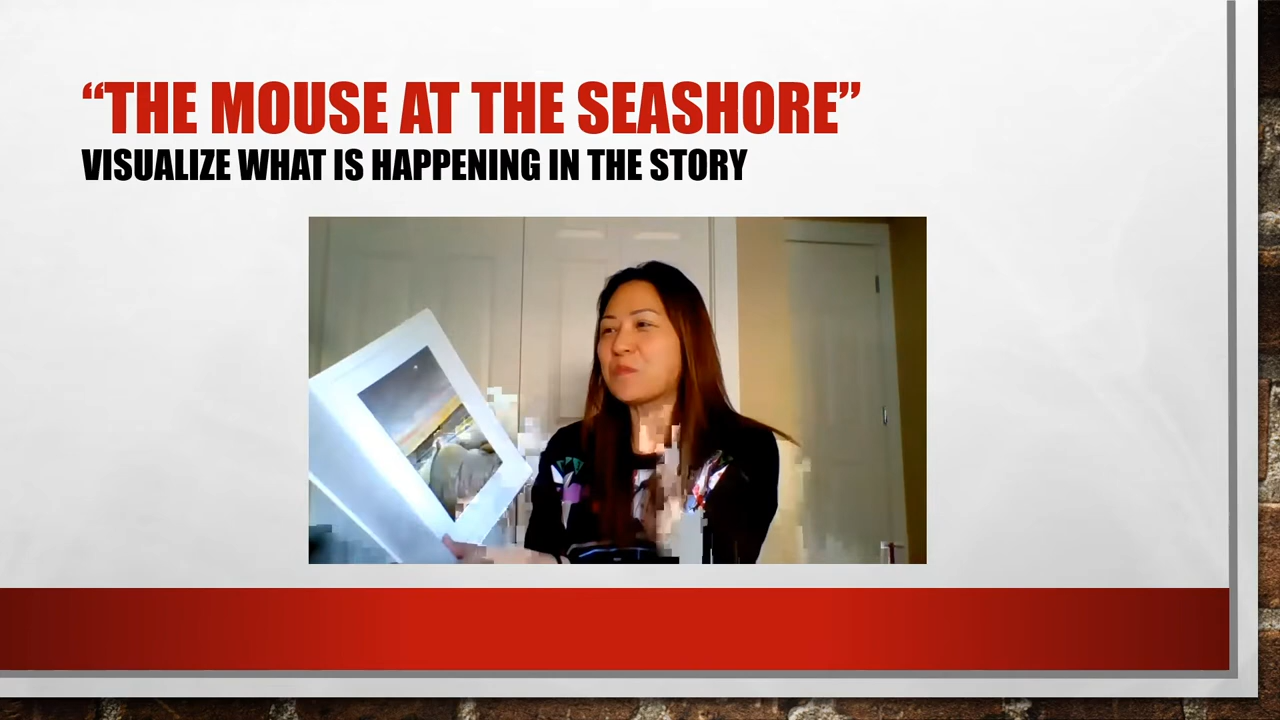 “THE MOUSE AT THE SEASHORE”
VISUALIZE WHAT IS HAPPENING IN THE STORY